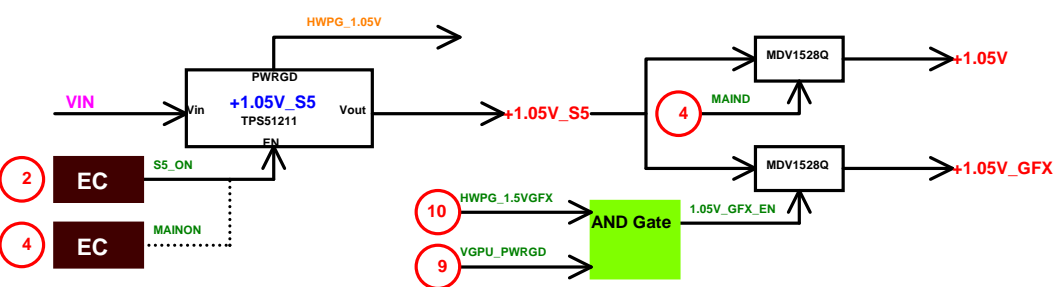 HWPG_1.05V
PWRGD
VIN
Vin
+1.05V_S5
Vout
TPS51211
EN
+1.05V_S5
MDV1528Q
+1.05V
4
MAIND
2
EC
S5_ON
MDV1528Q
+1.05V_GFX
10
HWPG_1.5VGFX
AND Gate
1.05V_GFX_EN
4
EC
MAINON
9
VGPU_PWRGD